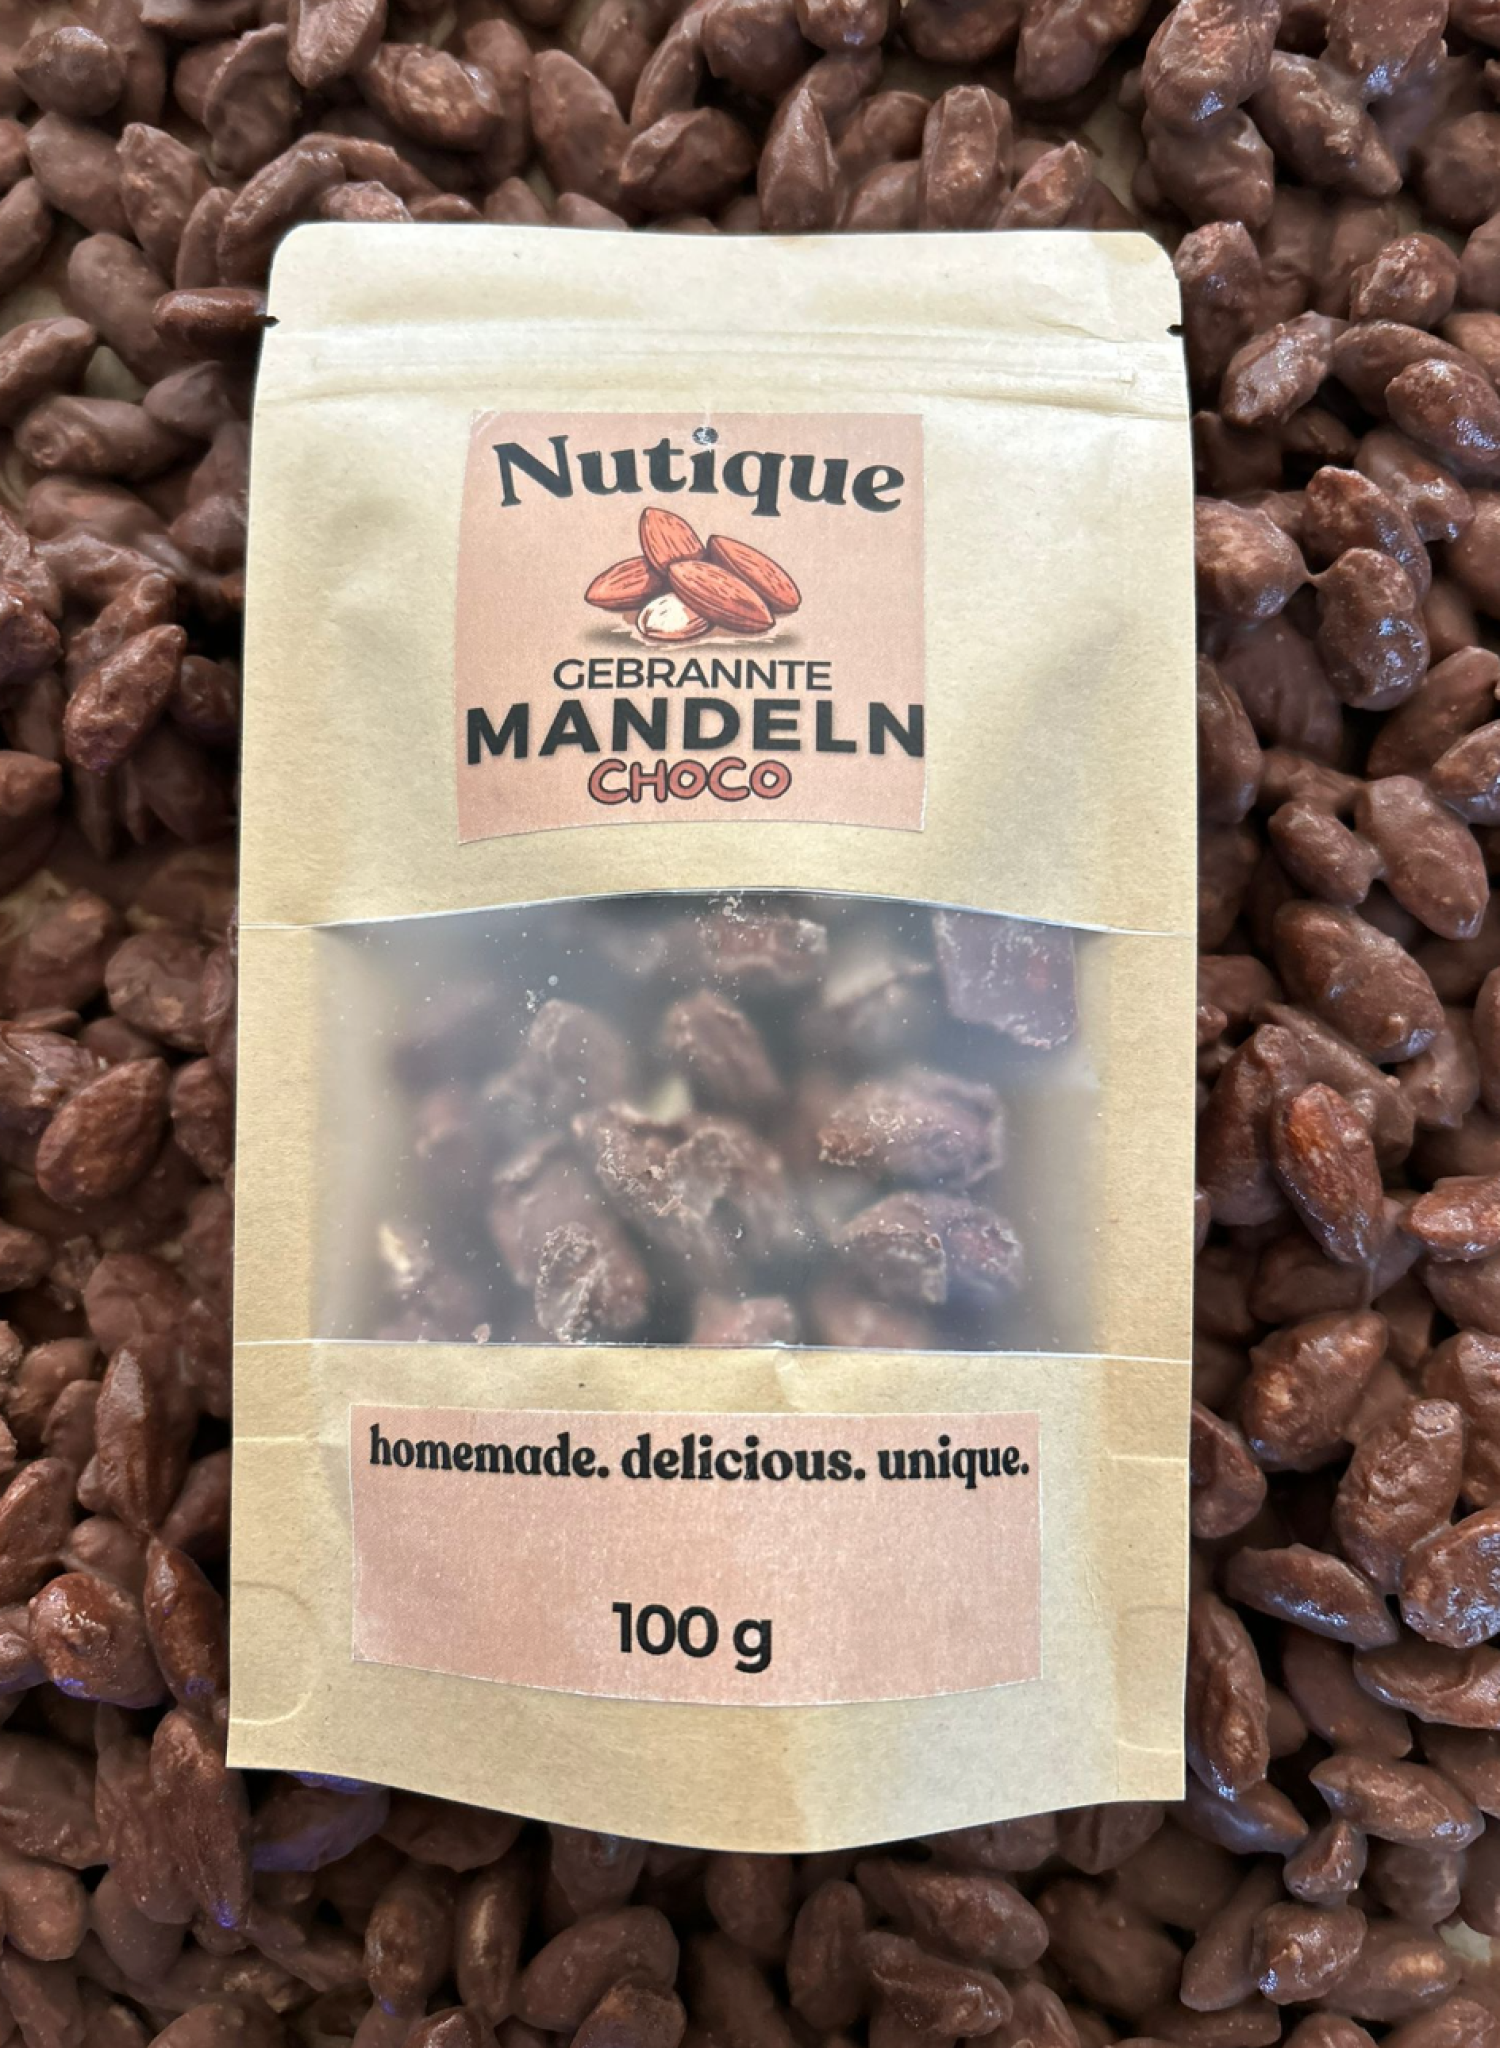 Nutique
GEBRANNTE
MANDELN
CHOCO
homemade. delicious. unique.
100 g